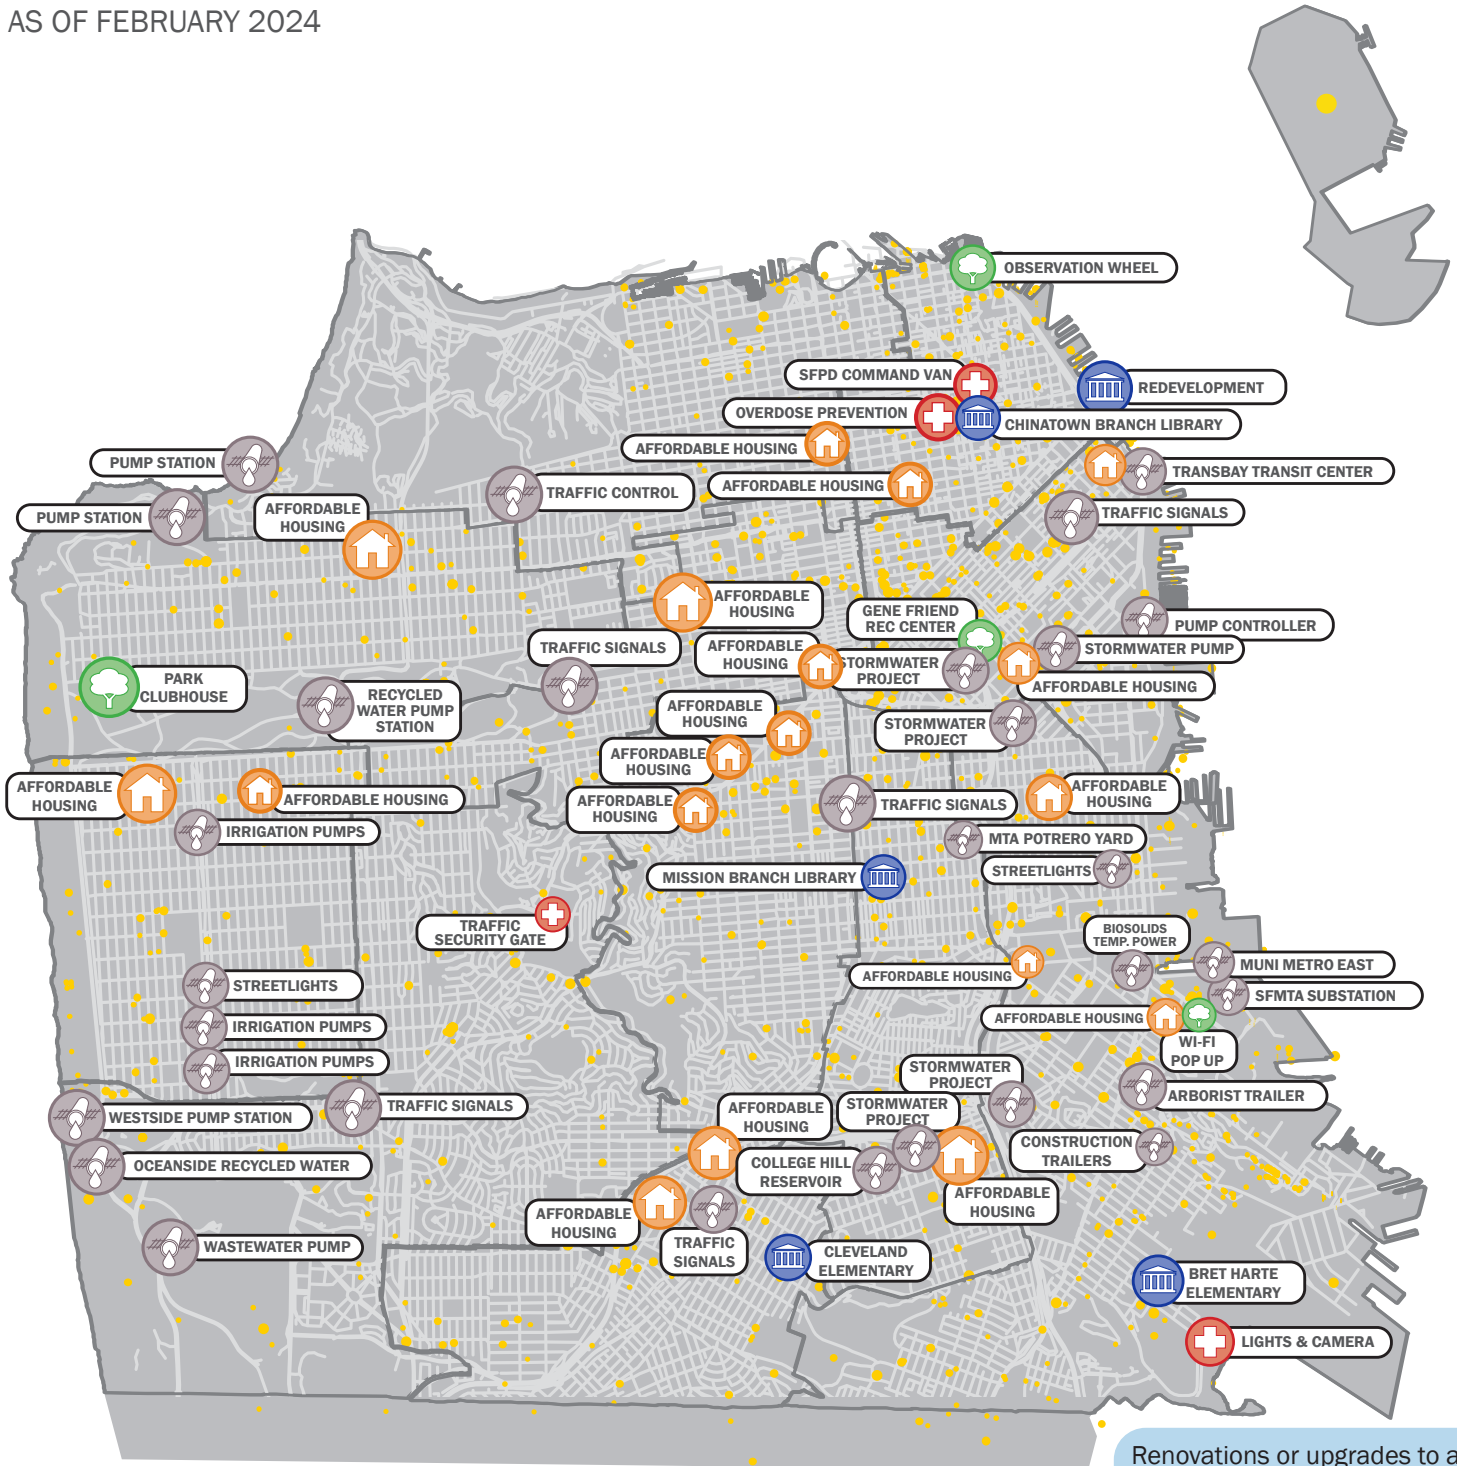 AS OF FEBRUARY 2024
OBSERVATION WHEEL
SFPD COMMAND VAN
REDEVELOPMENT
OVERDOSE PREVENTION
CHINATOWN BRANCH LIBRARY
AFFORDABLE HOUSING
PUMP STATION
TRANSBAY TRANSIT CENTER
TRAFFIC CONTROL
AFFORDABLE HOUSING
PUMP STATION
AFFORDABLE
HOUSING
TRAFFIC SIGNALS
AFFORDABLE
HOUSING
GENE FRIEND
REC CENTER
PUMP CONTROLLER
TRAFFIC SIGNALS
AFFORDABLE
HOUSING
STORMWATER
PROJECT
STORMWATER PUMP
PARK
CLUBHOUSE
RECYCLED
WATER PUMP
STATION
AFFORDABLE HOUSING
AFFORDABLE
HOUSING
STORMWATER
PROJECT
AFFORDABLE
HOUSING
AFFORDABLE
HOUSING
AFFORDABLE HOUSING
AFFORDABLE
HOUSING
TRAFFIC SIGNALS
AFFORDABLE
HOUSING
IRRIGATION PUMPS
MTA POTRERO YARD
STREETLIGHTS
MISSION BRANCH LIBRARY
TRAFFIC
SECURITY GATE
BIOSOLIDS
TEMP. POWER
AFFORDABLE HOUSING
MUNI METRO EAST
STREETLIGHTS
SFMTA SUBSTATION
IRRIGATION PUMPS
AFFORDABLE HOUSING
WI-FI
POP UP
IRRIGATION PUMPS
STORMWATER
PROJECT
ARBORIST TRAILER
WESTSIDE PUMP STATION
TRAFFIC SIGNALS
AFFORDABLE
HOUSING
STORMWATER
PROJECT
CONSTRUCTION
TRAILERS
OCEANSIDE RECYCLED WATER
COLLEGE HILL
RESERVOIR
AFFORDABLE
HOUSING
AFFORDABLE
HOUSING
WASTEWATER PUMP
TRAFFIC
SIGNALS
CLEVELAND
ELEMENTARY
BRET HARTE
ELEMENTARY
LIGHTS & CAMERA
Renovations or upgrades to a